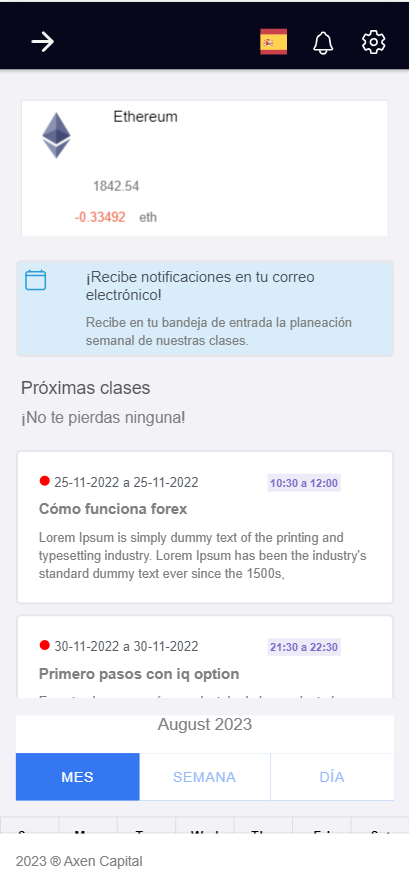 Ethereum
1842.54
-0.33492 eth
¡Recibe notificaciones en tu correo
electrónico!
Recibe en tu bandeja de entrada la planeación
semanal de nuestras clases.
Próximas clases
¡No te pierdas ninguna!
25-11-2022 a 25-11-2022 10:30 a 12:00
Cómo funciona forex
Lorem Ipsum is simply dummy text of the printing and
typesetting industry. Lorem Ipsum has been the industry's
standard dummy text ever since the 1500s,
30-11-2022 a 30-11-2022 21:30 a 22:30
Primero pasos con iq option
August 2023
MES SEMANA DÍA
2023 ® Axen Capital